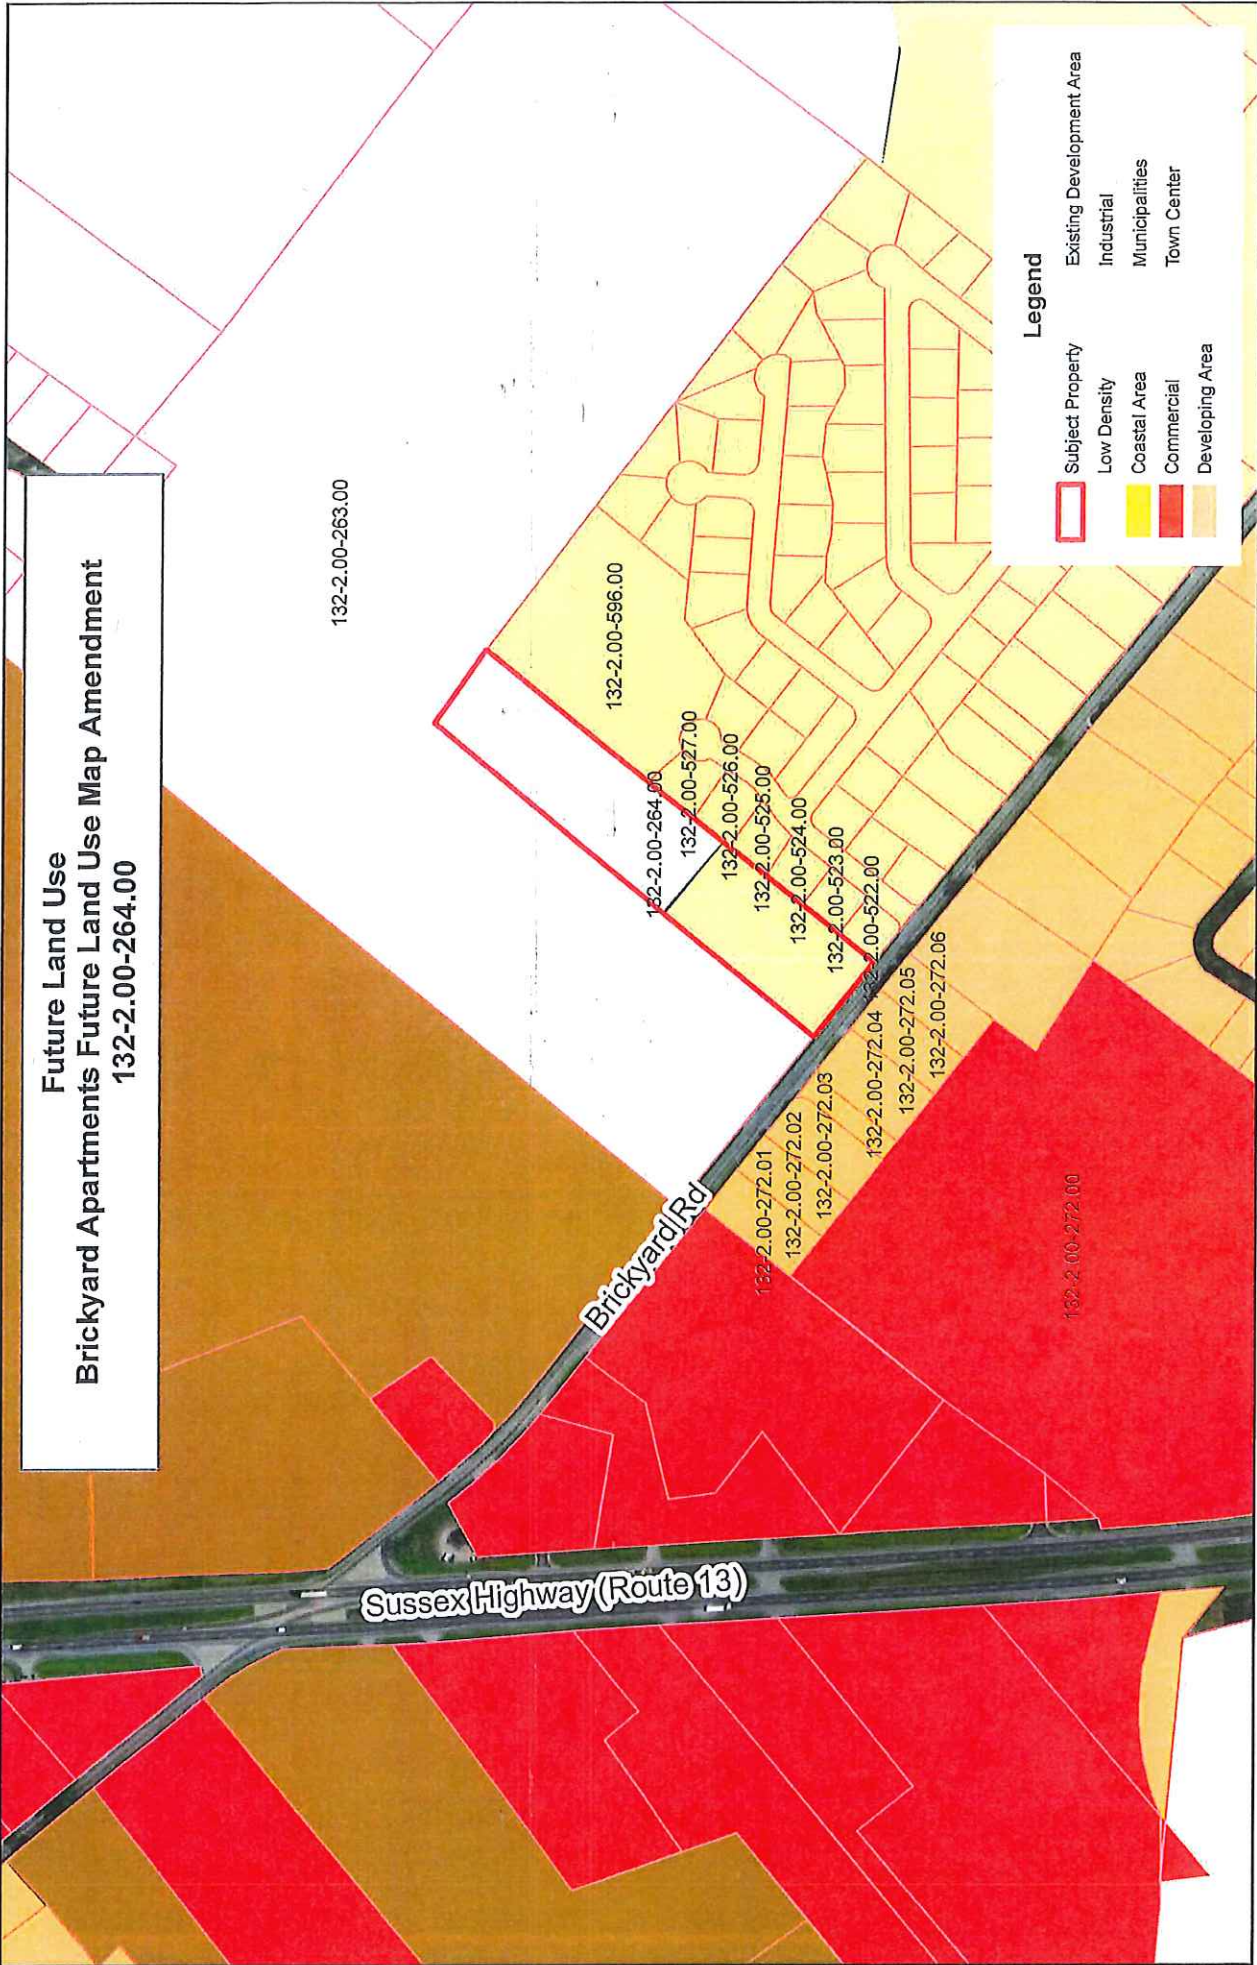 Future Land Use
Brickyard Apartments Future Land Use Map Amendment
132-2.00-264.00
132-2.00-263.00
132-2.00-596.00
132-2.00-264.00
132-2.00-527.00
132-2.00-526.00
132-2.00-525.00
132-2.00-524.00
132-2.00-523.00
132-2.00-522.00
132-2.00-272.01
132-2.00-272.02
132-2.00-272.03
132-2.00-272.04
132-2.00-272.05
132-2.00-272.06
132-2.00-272.00
Brickyard Rd
Sussex Highway (Route 13)
Legend
Subject Property
Low Density
Coastal Area
Commercial
Developing Area
Existing Development Area
Industrial
Municipalities
Town Center